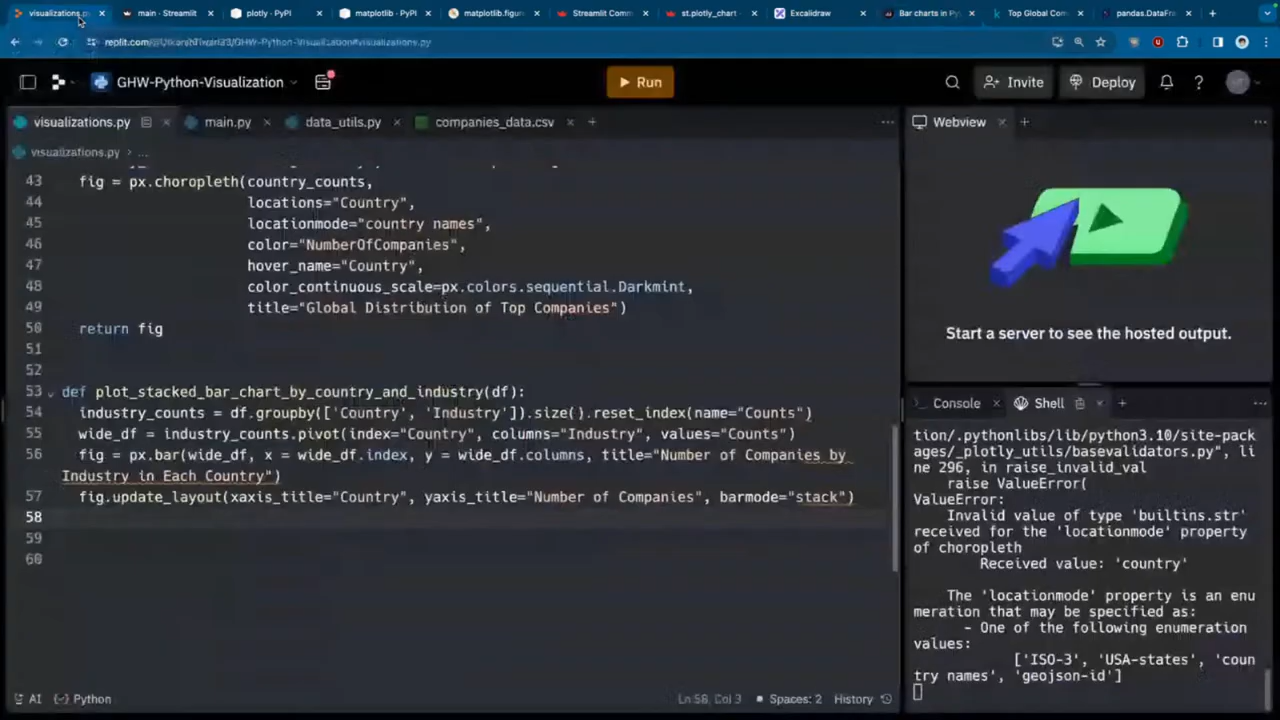 visualizations.p
main · Streamlit
plotly · PyPI
matplotlib · PyPI
matplotlib.figur
Streamlit Comm
st.plotly_chart ·
Excalidraw
Bar charts in Py
Top Global Com
pandas.DataFra
replit.com/@Utkarsh7Tiwari23/GHW-Python-Visualization#visualizations.py
GHW-Python-Visualization
Run
Invite
Deploy
visualizations.py
main.py
data_utils.py
companies_data.csv
Webview
visualizations.py > ...
43 fig = px.choropleth(country_counts,
44 locations="Country",
45 locationmode="country names",
46 color="NumberOfCompanies",
47 hover_name="Country",
48 color_continuous_scale=px.colors.sequential.Darkmint,
49 title="Global Distribution of Top Companies")
50 return fig
51
52
53 def plot_stacked_bar_chart_by_country_and_industry(df):
54 industry_counts = df.groupby(['Country', 'Industry']).size().reset_index(name="Counts")
55 wide_df = industry_counts.pivot(index="Country", columns="Industry", values="Counts")
56 fig = px.bar(wide_df, x = wide_df.index, y = wide_df.columns, title="Number of Companies by
Industry in Each Country")
57 fig.update_layout(xaxis_title="Country", yaxis_title="Number of Companies", barmode="stack")
58
59
60
AI
Python
Ln 58, Col 3
Spaces: 2
History
Start a server to see the hosted output.
Console
Shell
tion/.pythonlibs/lib/python3.10/site-pack
ages/_plotly_utils/basevalidators.py", li
ne 296, in raise_invalid_val
raise ValueError(
ValueError:
Invalid value of type 'builtins.str'
received for the 'locationmode' property
of choropleth
Received value: 'country'
The 'locationmode' property is an enu
meration that may be specified as:
- One of the following enumeration
values:
['ISO-3', 'USA-states', 'coun
try names', 'geojson-id']